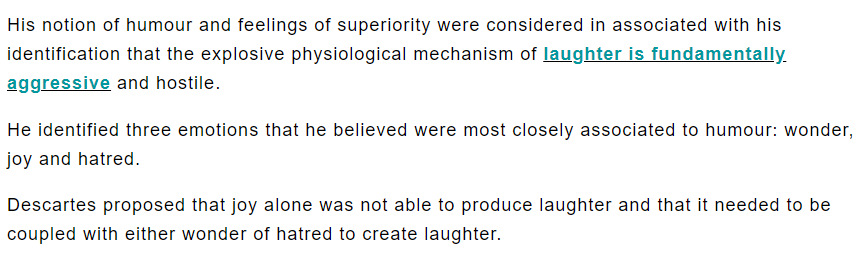 His notion of humour and feelings of superiority were considered in associated with his
identification that the explosive physiological mechanism of laughter is fundamentally
aggressive and hostile.
He identified three emotions that he believed were most closely associated to humour: wonder,
joy and hatred.
Descartes proposed that joy alone was not able to produce laughter and that it needed to be
coupled with either wonder of hatred to create laughter.